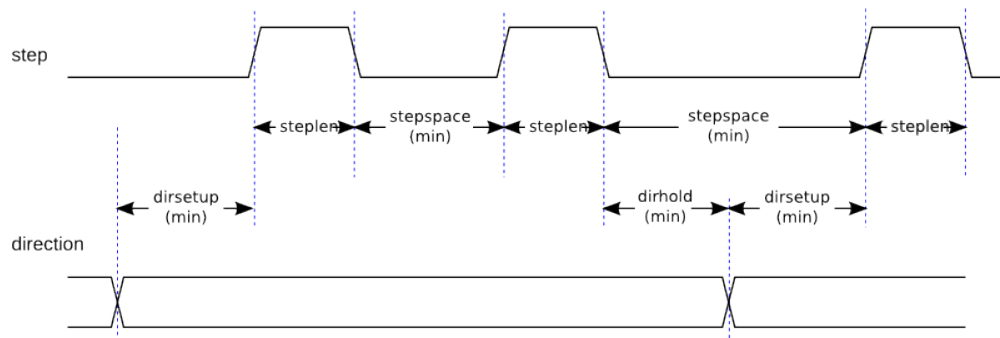 step
steplen
stepspace
(min)
steplen
stepspace
(min)
steplen
dirsetup
(min)
dirhold
(min)
dirsetup
(min)
direction